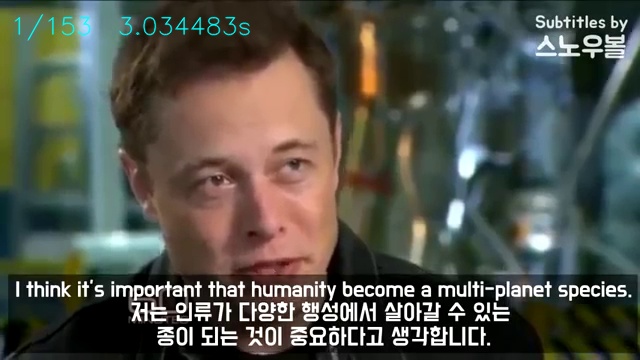 1/153 3.034483s
Subtitles by
스노우볼
I think it's important that humanity become a multi-planet species.
저는 인류가 다양한 행성에서 살아갈 수 있는
종이 되는 것이 중요하다고 생각합니다.